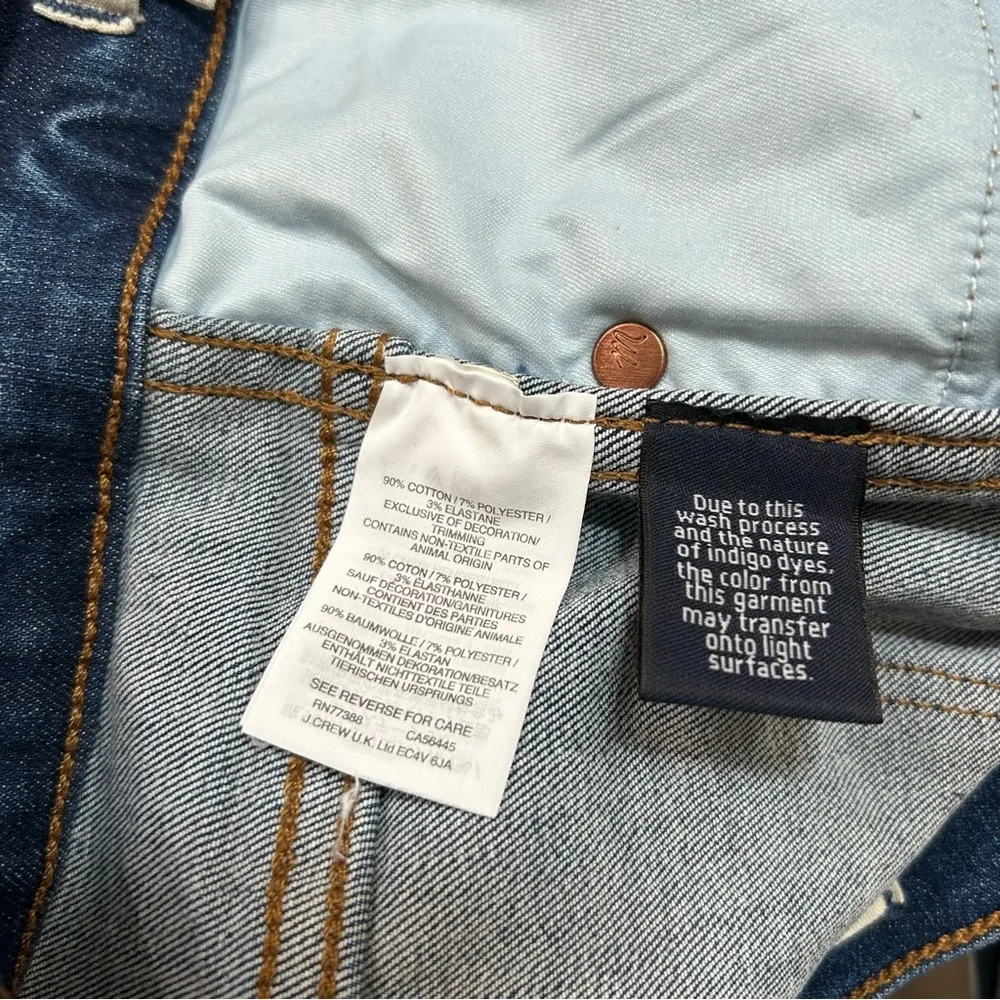 90% COTTON / 7% POLYESTER /
3% ELASTANE
EXCLUSIVE OF DECORATION/
TRIMMING
CONTAINS NON-TEXTILE PARTS OF
ANIMAL ORIGIN
90% COTON / 7% POLYESTER /
3% ELASTHANNE
SAUF DÉCORATION/GARNITURES
CONTIENT DES PARTIES
NON-TEXTILES D'ORIGINE ANIMALE
90% BAUMWOLLE / 7% POLYESTER /
3% ELASTAN
AUSGENOMMEN DEKORATION/BESATZ
ENTHÄLT NICHTTEXTILE TEILE
TIERISCHEN URSPRUNGS
SEE REVERSE FOR CARE
RN77388 CA56445
J.CREW U.K. Ltd EC4V 6JA
Due to this
wash process
and the nature
of indigo dyes,
the color from
this garment
may transfer
onto light
surfaces.